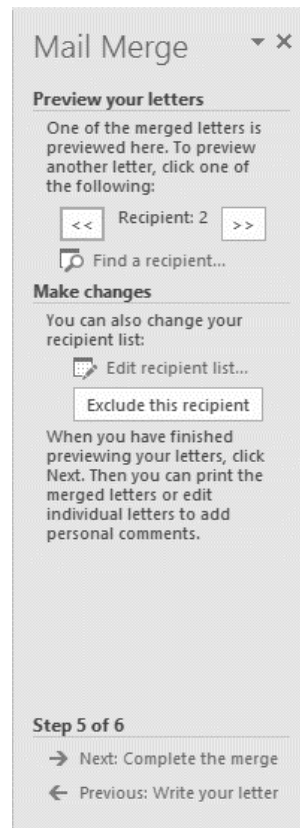 Mail Merge
Preview your letters
One of the merged letters is
previewed here. To preview
another letter, click one of
the following:
<< Recipient: 2 >>
Find a recipient...
Make changes
You can also change your
recipient list:
Edit recipient list...
Exclude this recipient
When you have finished
previewing your letters, click
Next. Then you can print the
merged letters or edit
individual letters to add
personal comments.
Step 5 of 6
Next: Complete the merge
Previous: Write your letter